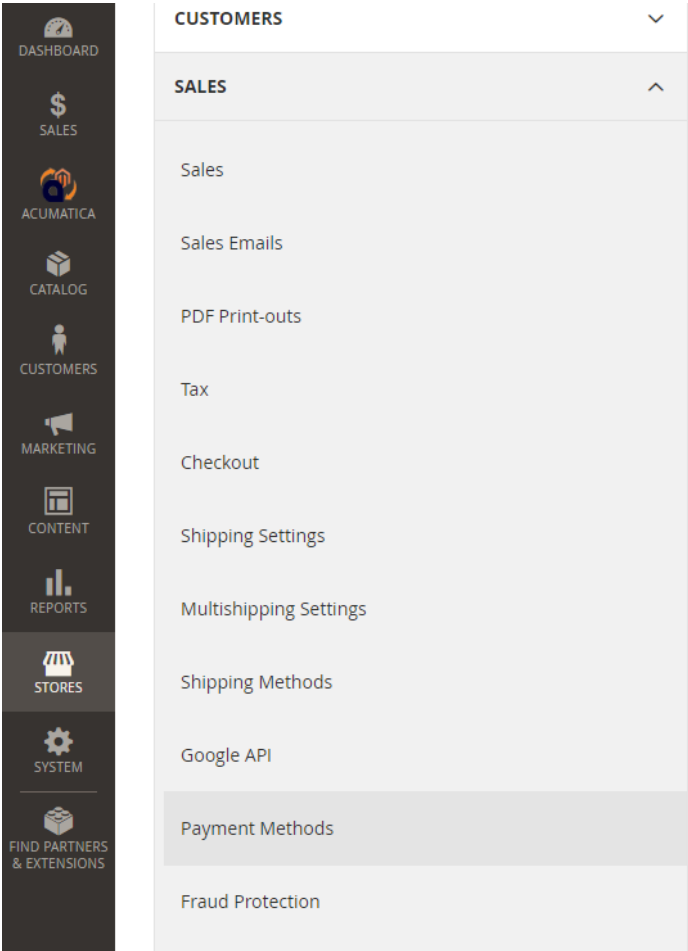 DASHBOARD
SALES
ACUMATICA
CATALOG
CUSTOMERS
MARKETING
CONTENT
REPORTS
STORES
SYSTEM
FIND PARTNERS
& EXTENSIONS
CUSTOMERS
SALES
Sales
Sales Emails
PDF Print-outs
Tax
Checkout
Shipping Settings
Multishipping Settings
Shipping Methods
Google API
Payment Methods
Fraud Protection